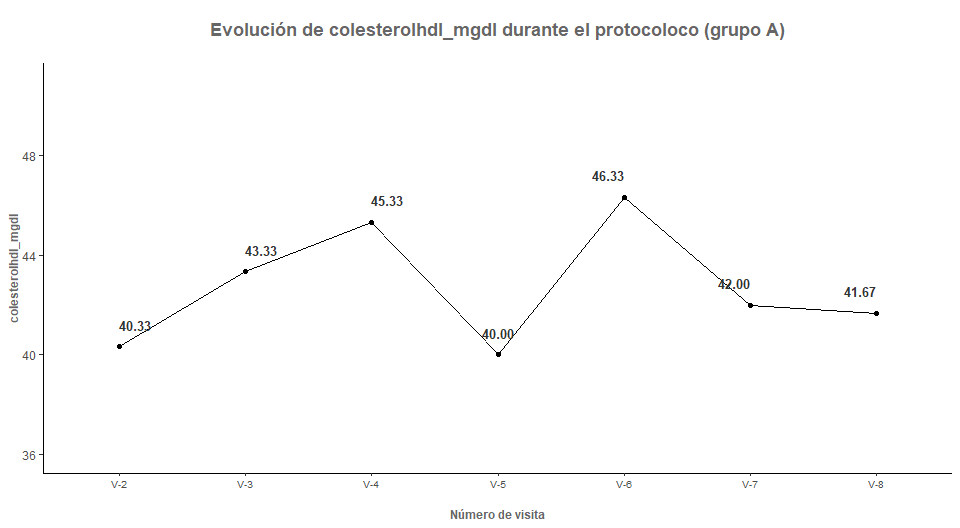 Evolución de colesterolhdl_mgdl durante el protocoloco (grupo A)
48
44
40
36
colesterolhdl_mgdl
40.33
43.33
45.33
40.00
46.33
42.00
41.67
V-2
V-3
V-4
V-5
V-6
V-7
V-8
Número de visita